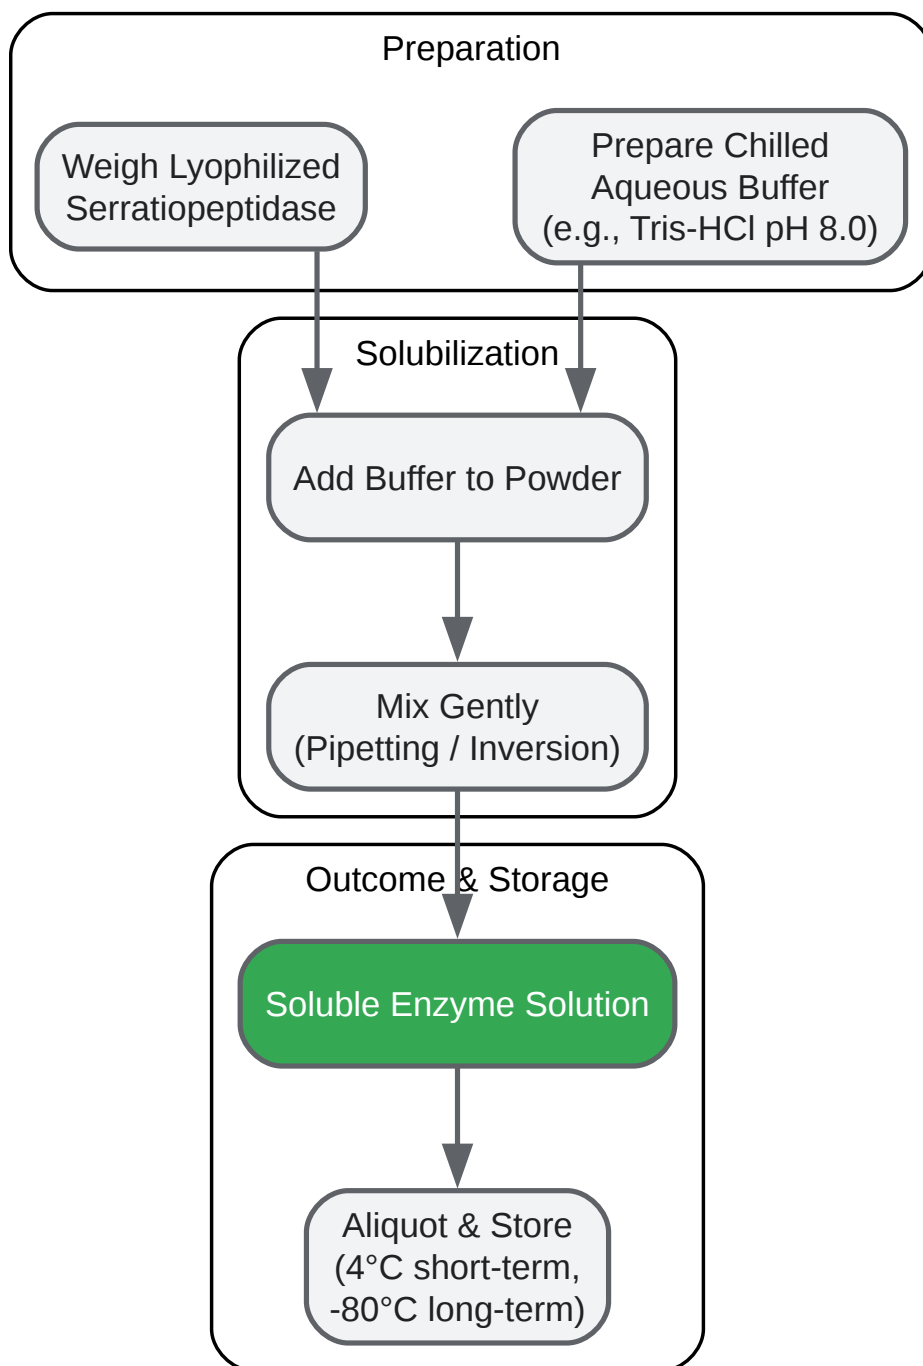 Preparation
Weigh Lyophilized
Serratiopeptidase
Prepare Chilled
Aqueous Buffer
(e.g., Tris-HCl pH 8.0)
Solubilization
Add Buffer to Powder
Mix Gently
(Pipetting / Inversion)
Outcome & Storage
Soluble Enzyme Solution
Aliquot & Store
(4°C short-term,
-80°C long-term)